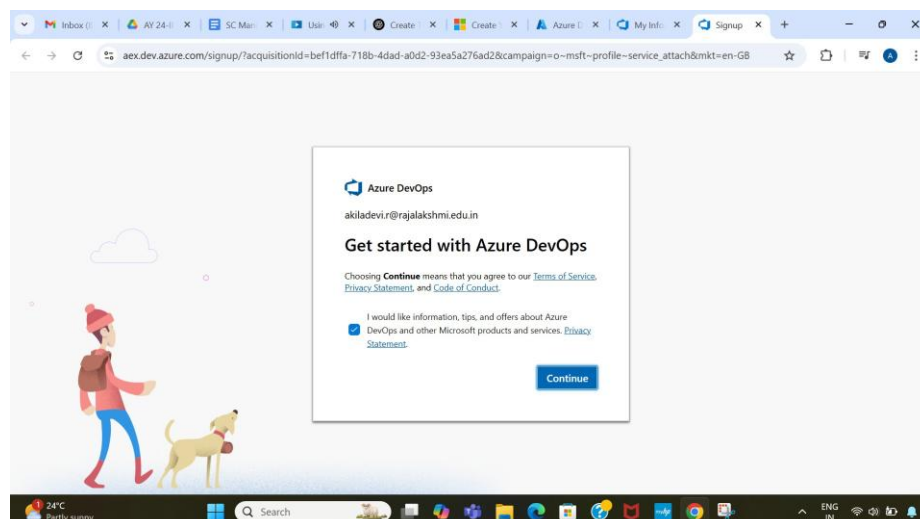 Inbox (
AY 24-
SC Man
Usin
Create
Create
Azure D
My Info
Signup
aex.dev.azure.com/signup/?acquisitionId=bef1dffa-718b-4dad-a0d2-93ea5a276ad2&campaign=o~msft~profile~service_attach&mkt=en-GB
A
Azure DevOps
akiladevi.r@rajalakshmi.edu.in
Get started with Azure DevOps
Choosing Continue means that you agree to our Terms of Service,
Privacy Statement, and Code of Conduct.
I would like information, tips, and offers about Azure
DevOps and other Microsoft products and services. Privacy
Statement.
Continue
1
24°C
Partly sunny
Search
ENG
IN